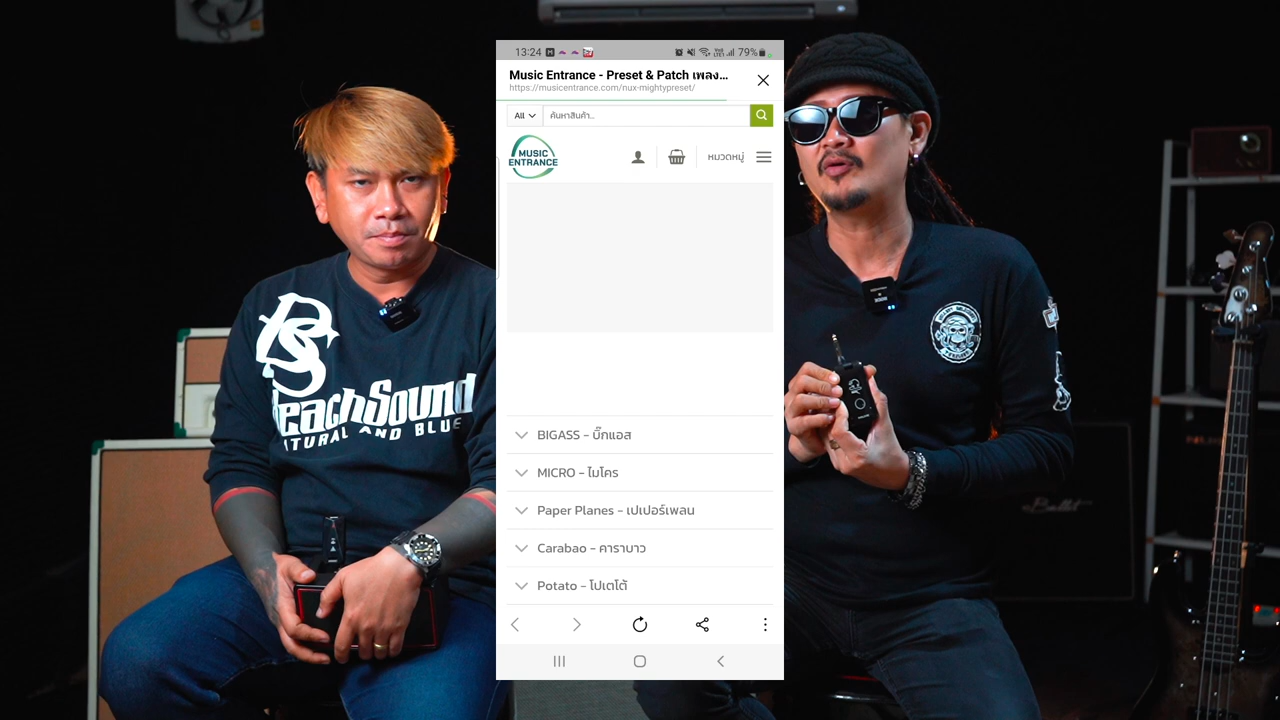 13:24
79%
Music Entrance - Preset & Patch เพลง...
https://musicentrance.com/nux-mightypreset/
All
ค้นหาสินค้า...
MUSIC
ENTRANCE
หมวดหมู่
BIGASS - บิ๊กแอส
MICRO - ไมโคร
Paper Planes - เปเปอร์เพลน
Carabao - คาราบาว
Potato - โปเตโต้
BS
BeachSound
NATURAL AND BLUE
Bullet